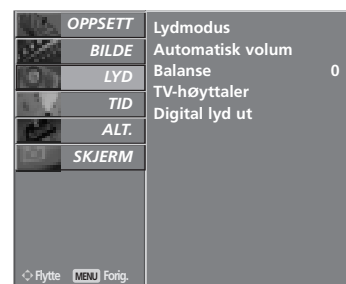 OPPSETT
BILDE
LYD
TID
ALT.
SKJERM
Lydmodus
Automatisk volum
Balanse 0
TV-høyttaler
Digital lyd ut
Flytte MENU Forig.